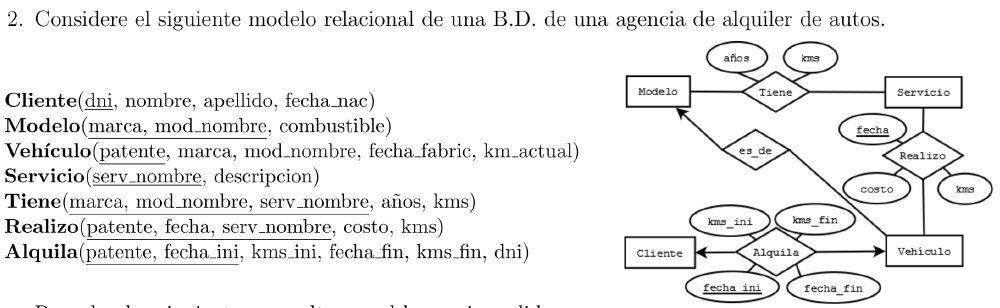 2. Considere el siguiente modelo relacional de una B.D. de una agencia de alquiler de autos.
Cliente(dni, nombre, apellido, fecha_nac)
Modelo(marca, mod_nombre, combustible)
Vehículo(patente, marca, mod_nombre, fecha_fabric, km_actual)
Servicio(serv_nombre, descripcion)
Tiene(marca, mod_nombre, serv_nombre, años, kms)
Realizo(patente, fecha, serv_nombre, costo, kms)
Alquila(patente, fecha_ini, kms_ini, fecha_fin, kms_fin, dni)
años
kms
Modelo
Tiene
Servicio
fecha
es_de
Realizo
costo
kms
kms_ini
kms_fin
Cliente
Alquila
Vehículo
fecha_ini
fecha_fin